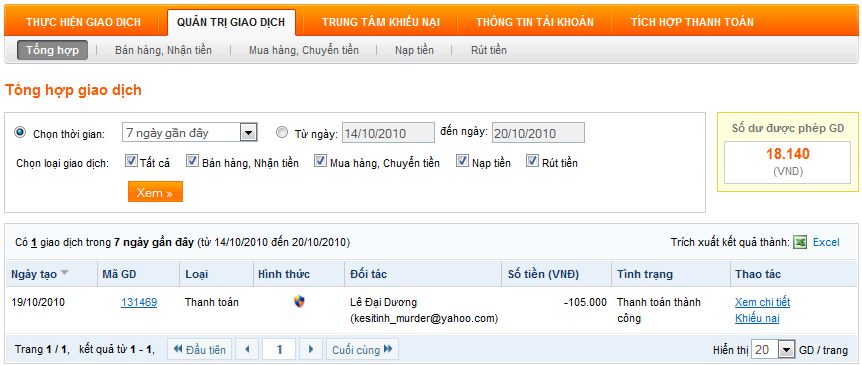 THỰC HIỆN GIAO DỊCH QUẢN TRỊ GIAO DỊCH TRUNG TÂM KHIẾU NẠI THÔNG TIN TÀI KHOẢN TÍCH HỢP THANH TOÁN
Tổng hợp | Bán hàng, Nhận tiền | Mua hàng, Chuyển tiền | Nạp tiền | Rút tiền
Tổng hợp giao dịch
Chọn thời gian: 7 ngày gần đây Từ ngày: 14/10/2010 đến ngày: 20/10/2010
Chọn loại giao dịch: Tất cả Bán hàng, Nhận tiền Mua hàng, Chuyển tiền Nạp tiền Rút tiền
Xem »
Số dư được phép GD
18.140
(VND)
Có 1 giao dịch trong 7 ngày gần đây (từ 14/10/2010 đến 20/10/2010) Trích xuất kết quả thành: Excel
Ngày tạo Mã GD Loại Hình thức Đối tác Số tiền (VNĐ) Tình trạng Thao tác
19/10/2010 131469 Thanh toán Lê Đại Dương -105.000 Thanh toán thành Xem chi tiết
(kesitinh_murder@yahoo.com) công Khiếu nại
Trang 1 / 1, kết quả từ 1 - 1, Đầu tiên 1 Cuối cùng Hiển thị 20 GD / trang